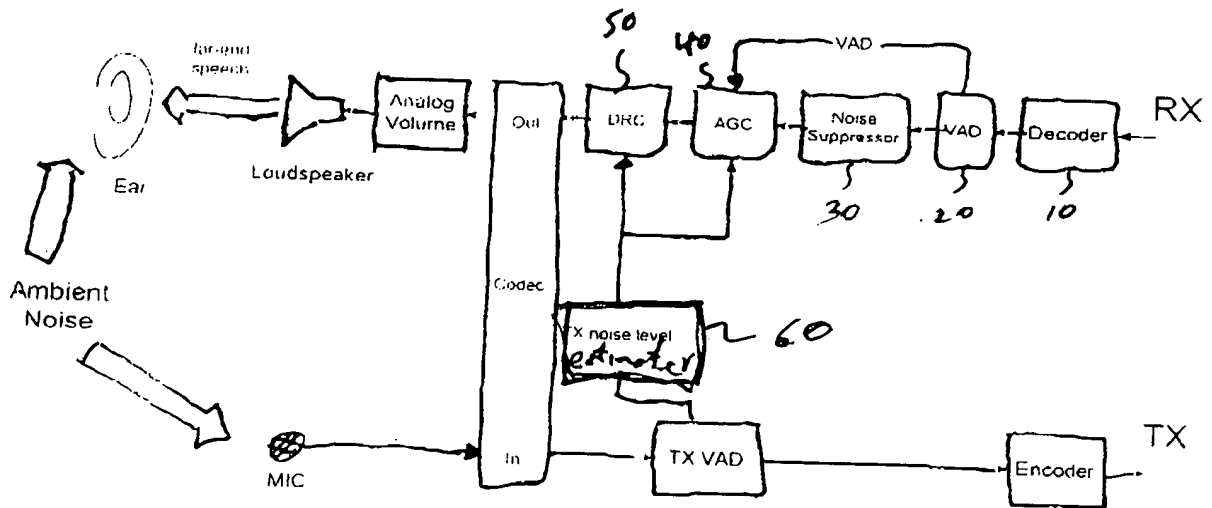 50
40
VAD
far-end
speech
Analog
Volume
Out
DRC
AGC
Noise
Suppressor
VAD
Decoder
RX
Loudspeaker
Ear
30
20
10
Ambient
Noise
Codec
TX noise level
estimater
60
MIC
In
TX VAD
Encoder
TX